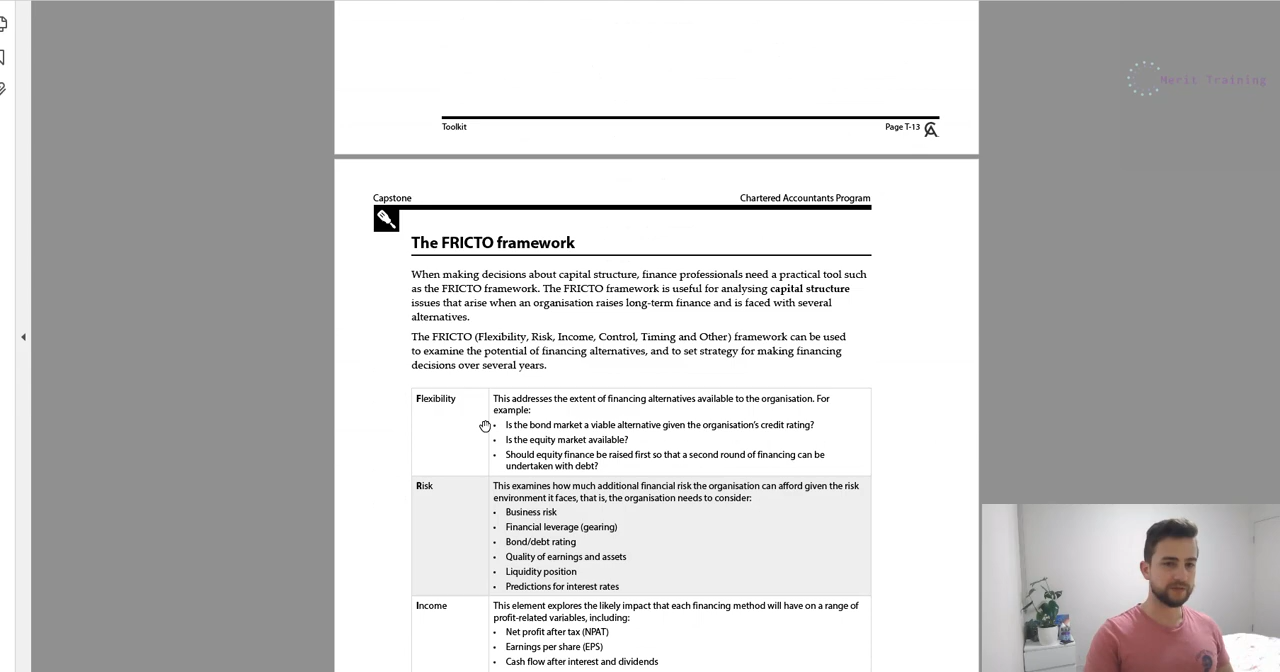 Merit Training
Toolkit
Page T-13
Capstone
Chartered Accountants Program
The FRICTO framework
When making decisions about capital structure, finance professionals need a practical tool such
as the FRICTO framework. The FRICTO framework is useful for analysing capital structure
issues that arise when an organisation raises long-term finance and is faced with several
alternatives.
The FRICTO (Flexibility, Risk, Income, Control, Timing and Other) framework can be used
to examine the potential of financing alternatives, and to set strategy for making financing
decisions over several years.
Flexibility
This addresses the extent of financing alternatives available to the organisation. For
example:
• Is the bond market a viable alternative given the organisation's credit rating?
• Is the equity market available?
• Should equity finance be raised first so that a second round of financing can be
undertaken with debt?
Risk
This examines how much additional financial risk the organisation can afford given the risk
environment it faces, that is, the organisation needs to consider:
• Business risk
• Financial leverage (gearing)
• Bond/debt rating
• Quality of earnings and assets
• Liquidity position
• Predictions for interest rates
Income
This element explores the likely impact that each financing method will have on a range of
profit-related variables, including:
• Net profit after tax (NPAT)
• Earnings per share (EPS)
• Cash flow after interest and dividends